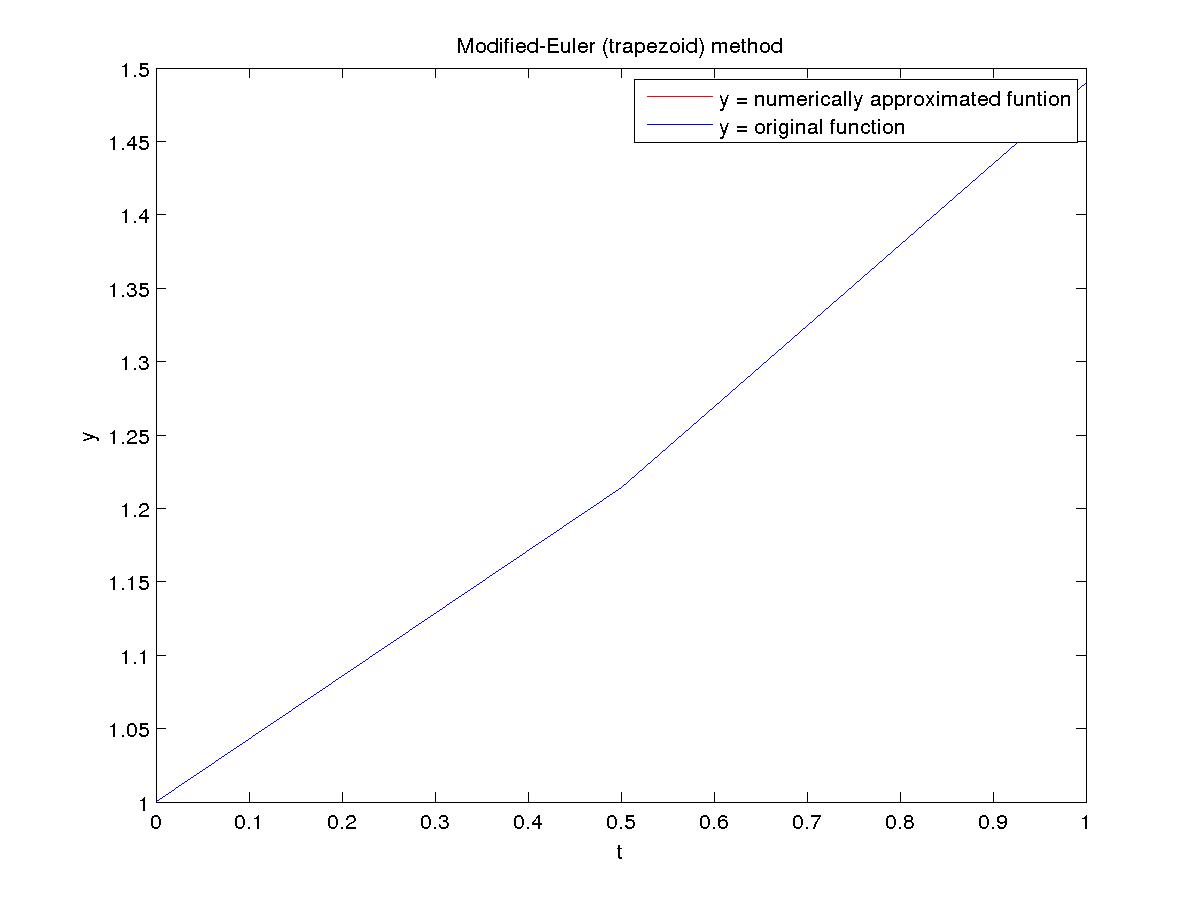 Modified-Euler (trapezoid) method
1.5
y = numerically approximated funtion
y = original function
1.45
1.4
1.35
1.3
1.25
y
1.2
1.15
1.1
1.05
1
0 0.1 0.2 0.3 0.4 0.5 0.6 0.7 0.8 0.9 1
t